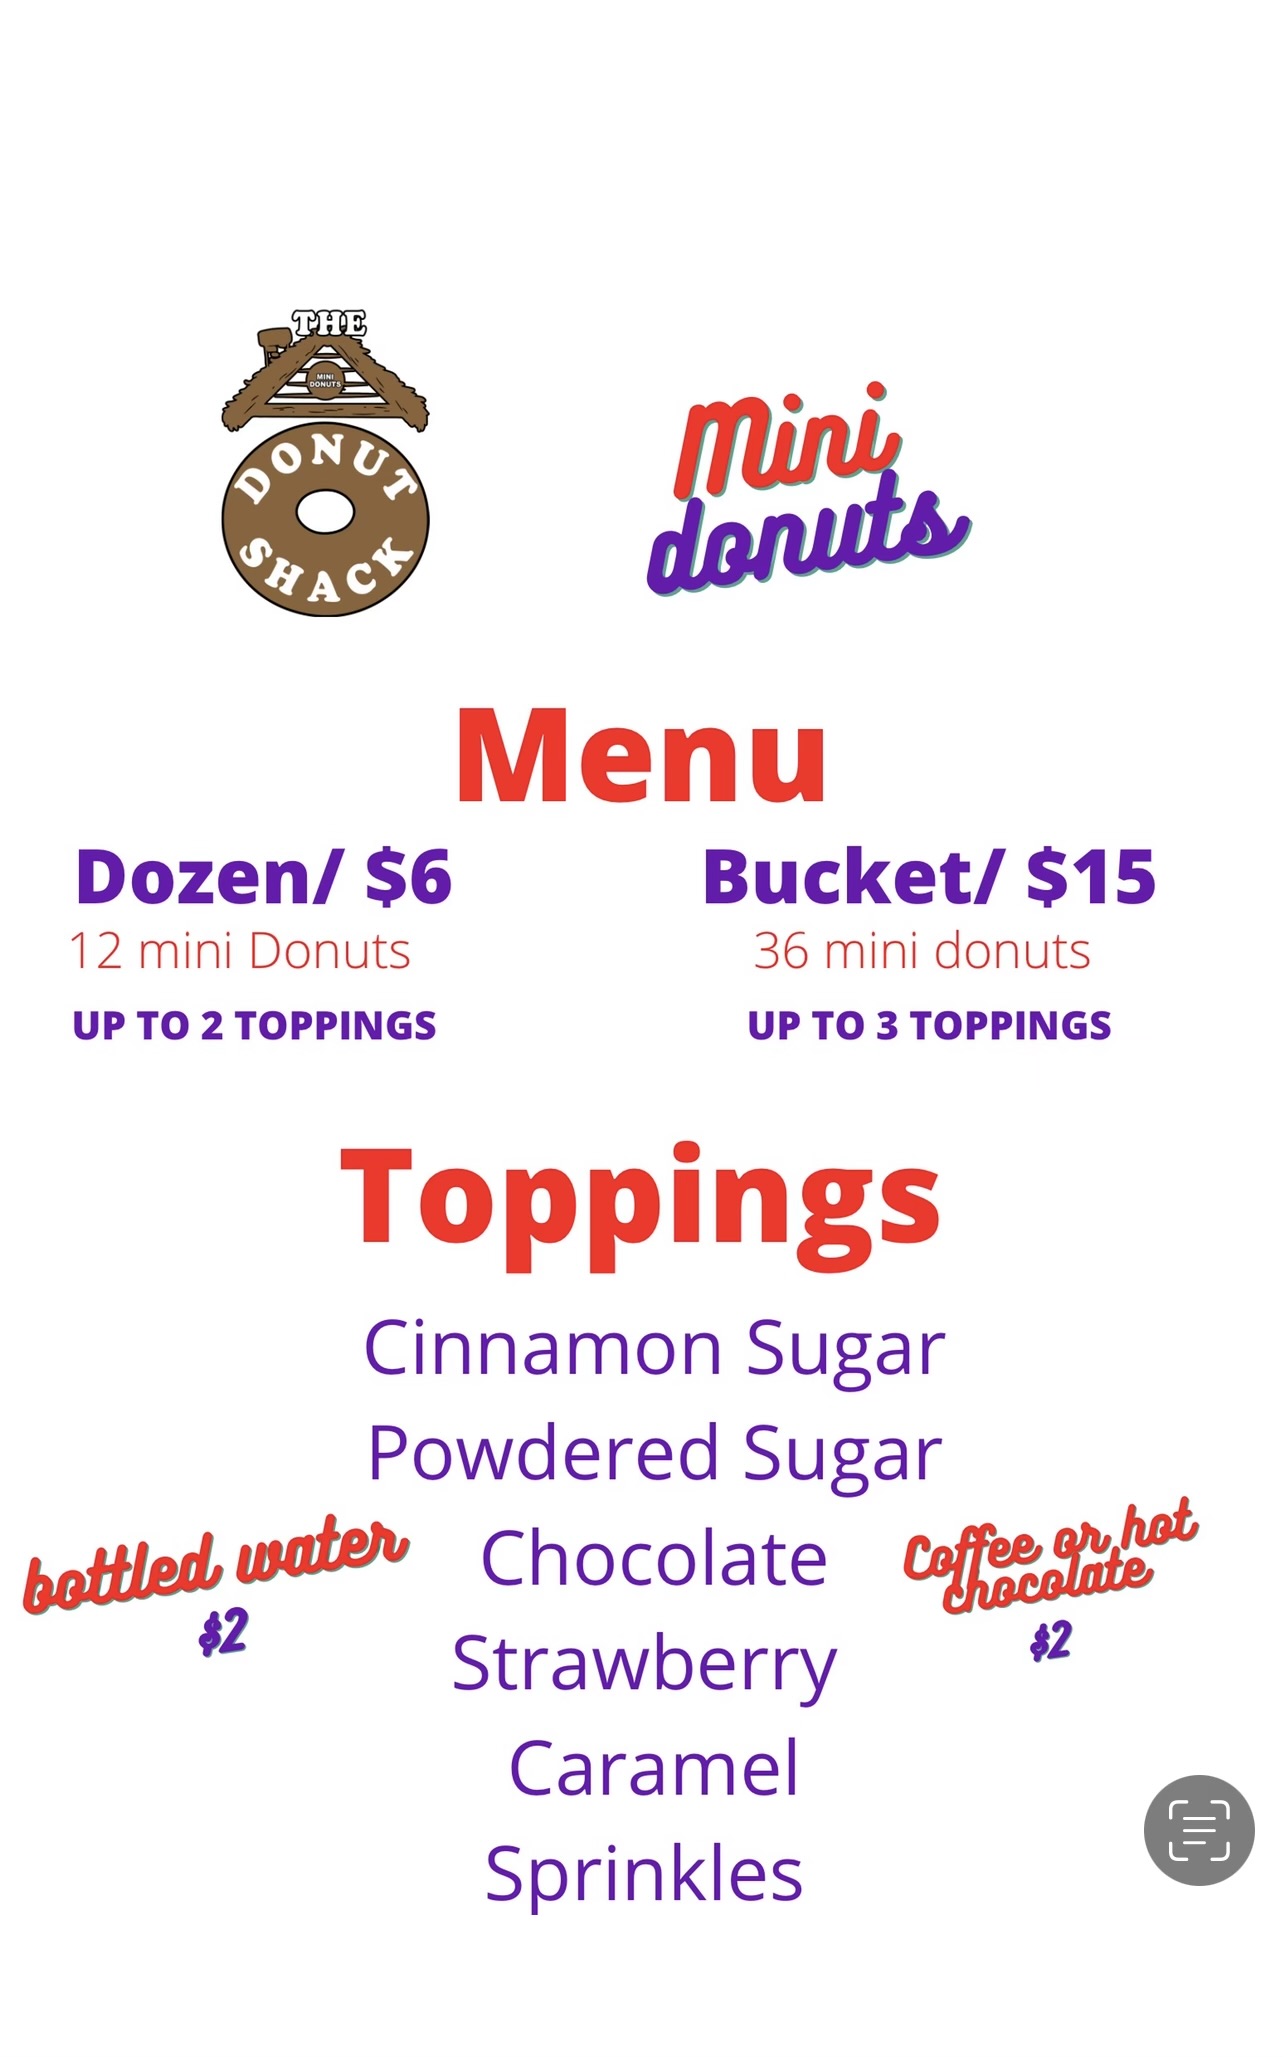 THE
MINI
DONUTS
DONUT
SHACK
Mini
donuts
Menu
Dozen/ $6
12 mini Donuts
UP TO 2 TOPPINGS
Bucket/ $15
36 mini donuts
UP TO 3 TOPPINGS
Toppings
Cinnamon Sugar
Powdered Sugar
Chocolate
Strawberry
Caramel
Sprinkles
bottled water
$2
Coffee or hot
chocolate
$2